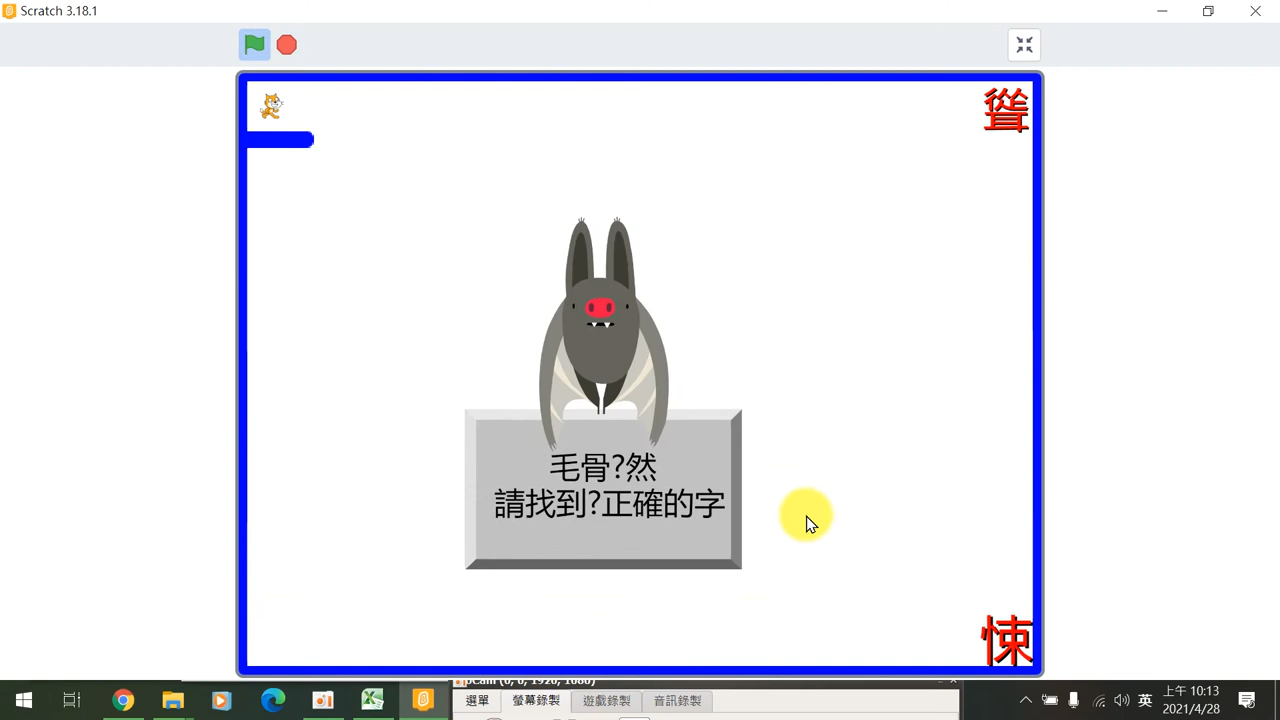 Scratch 3.18.1
聳
毛骨?然
請找到?正確的字
悚
選單 螢幕錄製 遊戲錄製 音訊錄製
英
上午 10:13
2021/4/28